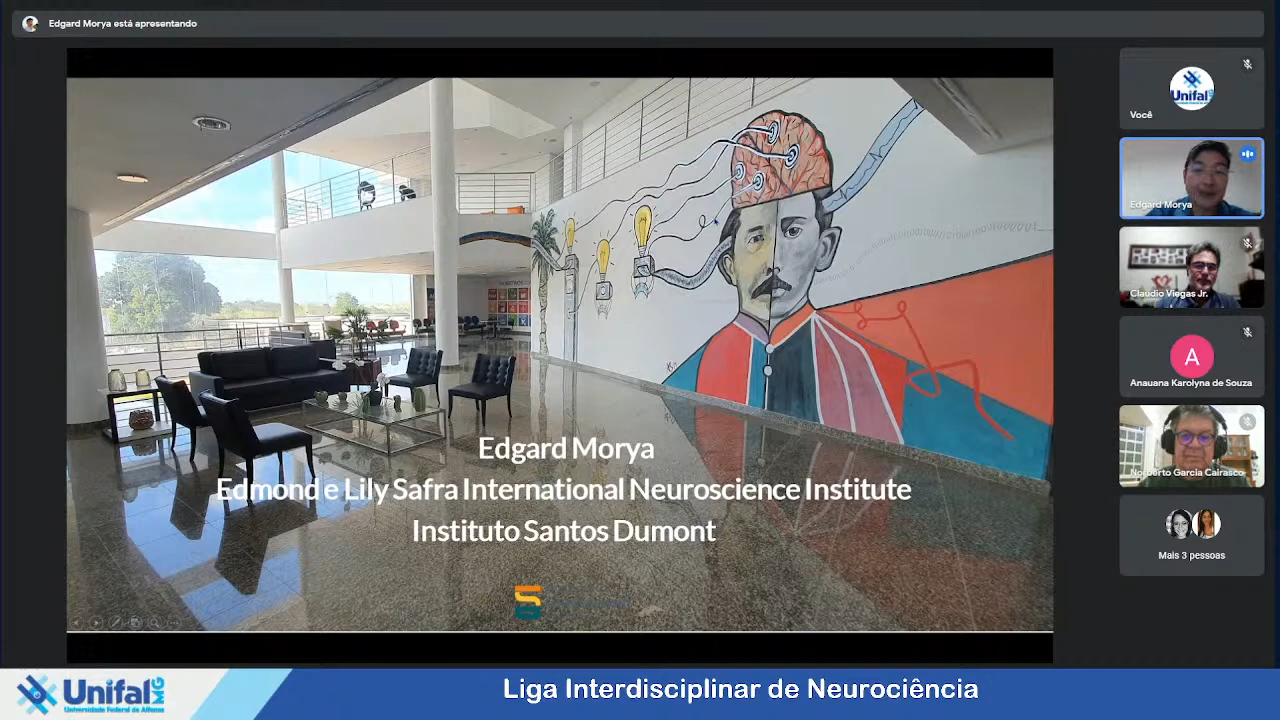 Edgard Morya está apresentando
Você
Edgard Morya
Claudio Viegas Jr.
A
Anauana Karolyna de Souza
Norberto Garcia Cairasco
Mais 3 pessoas
Edgard Morya
Edmond e Lily Safra International Neuroscience Institute
Instituto Santos Dumont
Unifal
Unifal MG
Universidade Federal de Alfenas
Liga Interdisciplinar de Neurociência